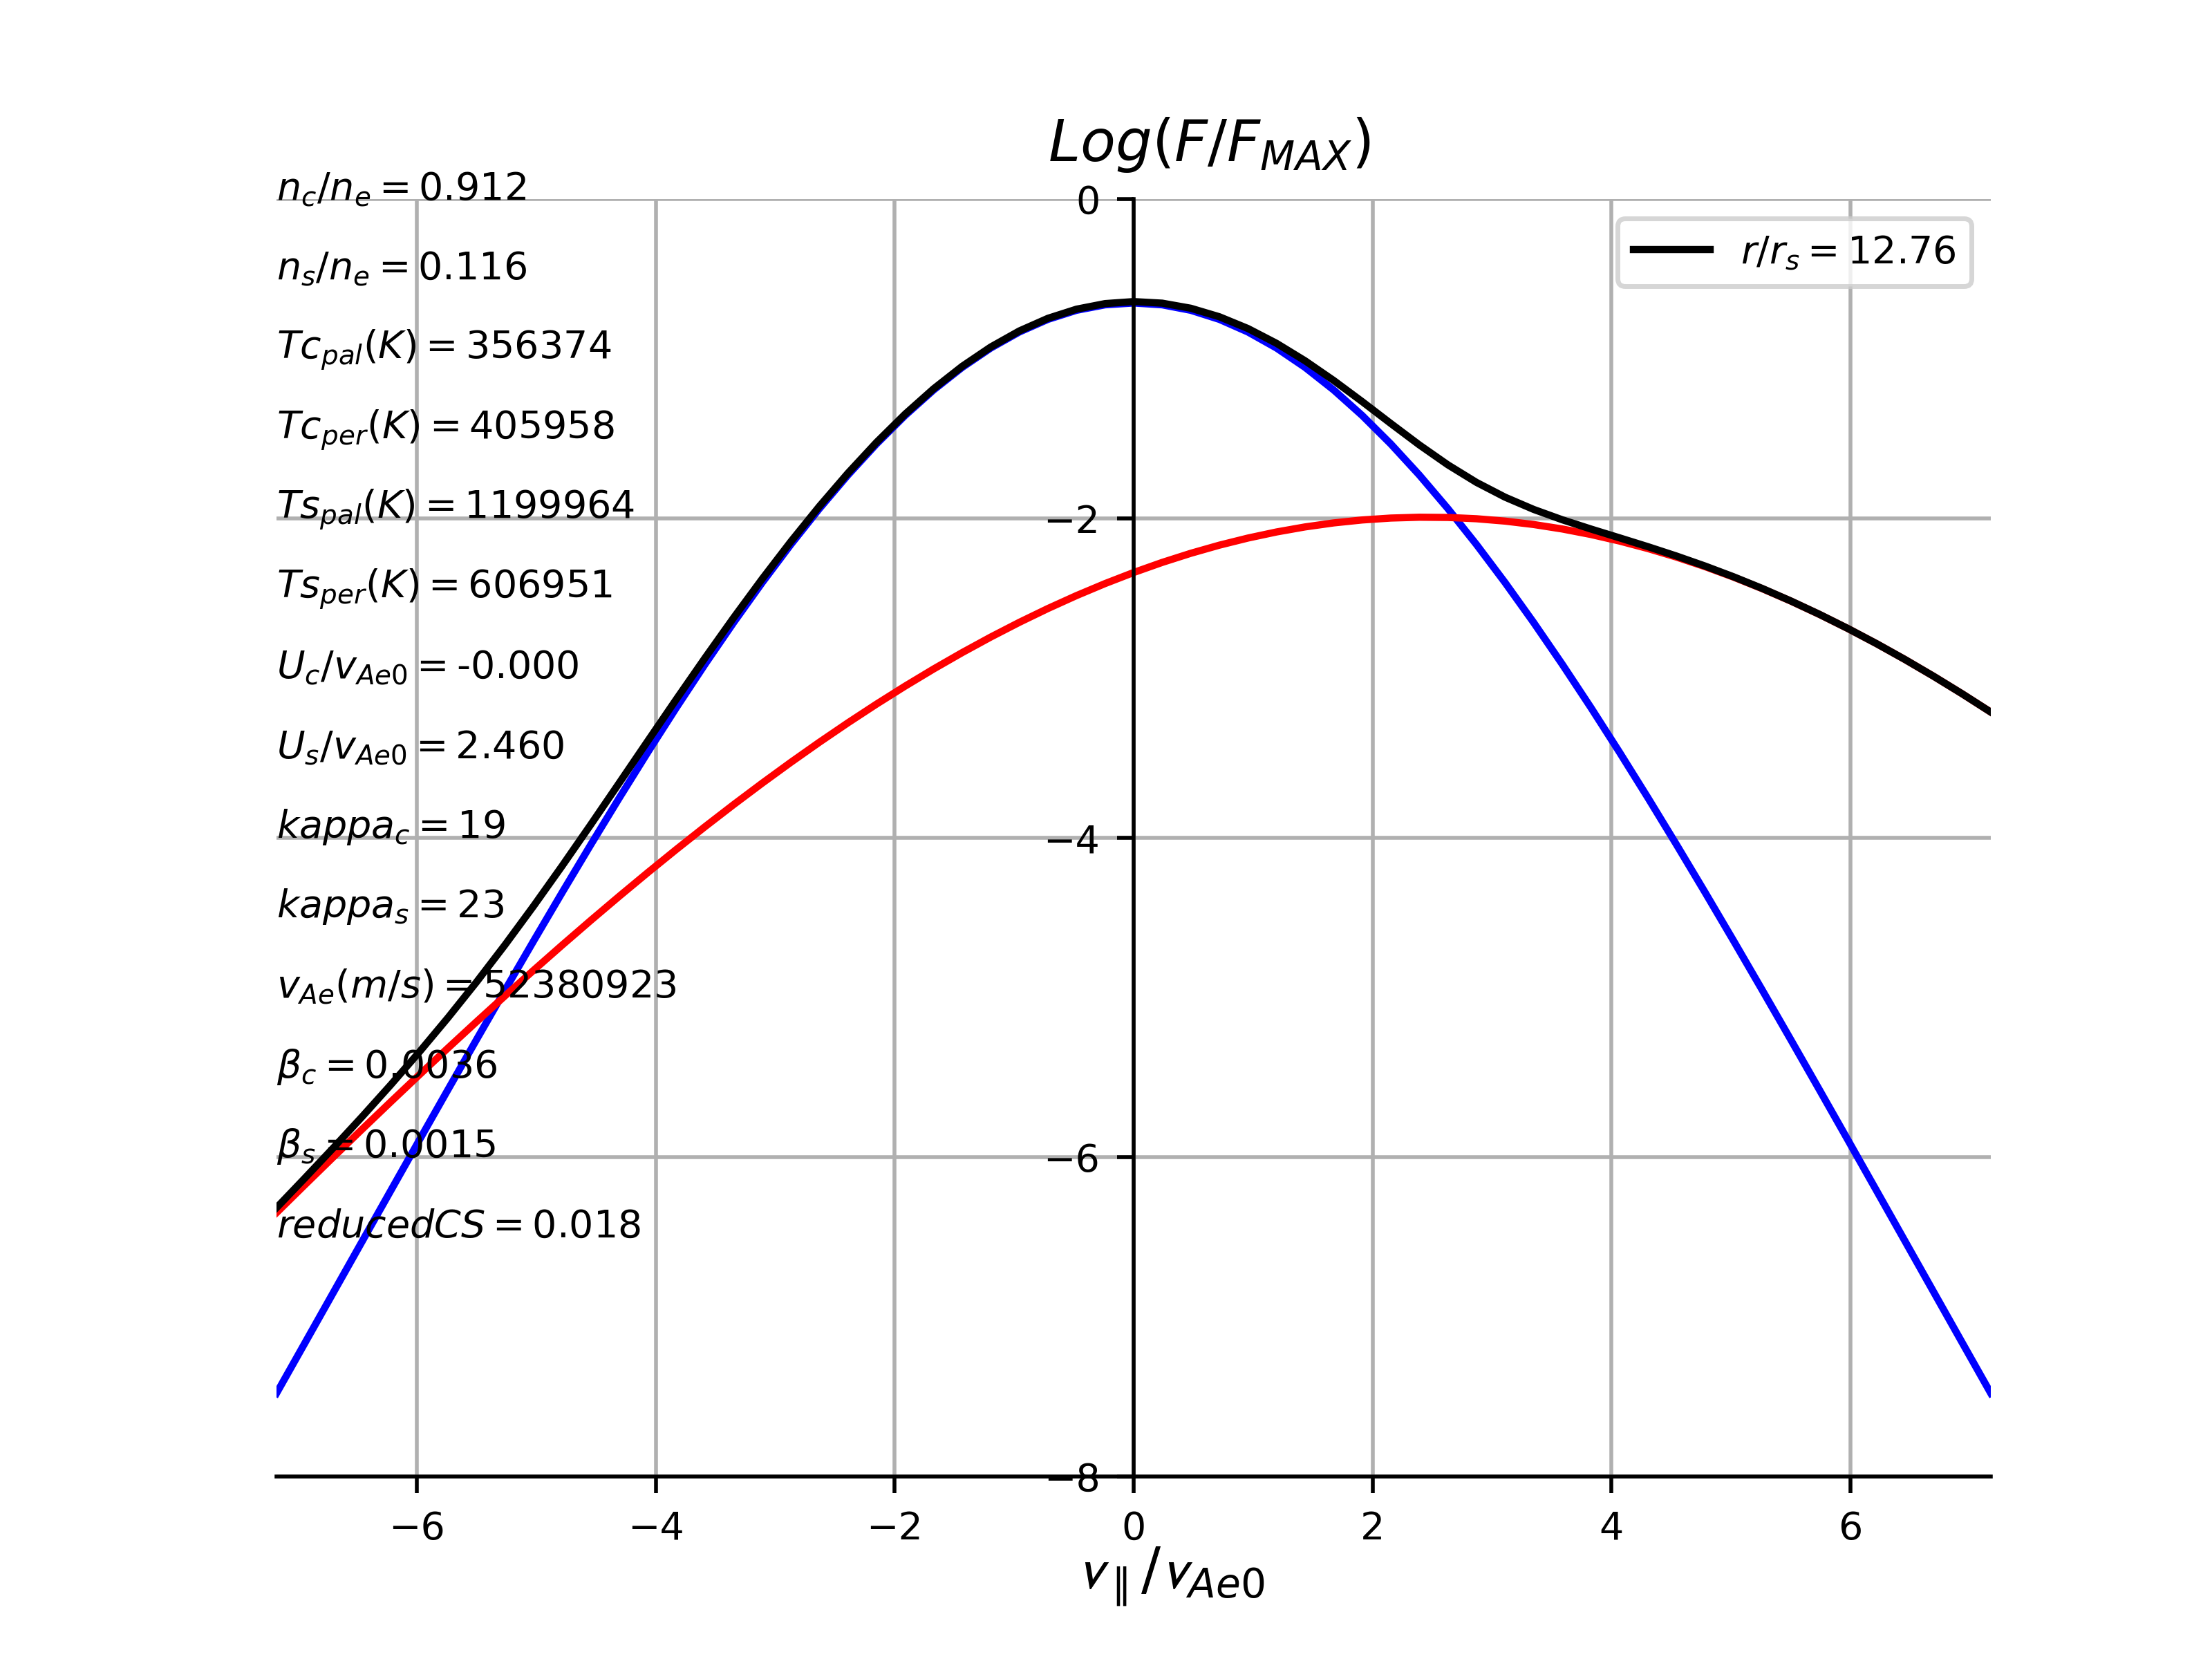 Log(F/F_MAX)
n_c/n_e = 0.912
0
r/r_s = 12.76
n_s/n_e = 0.116
Tc_pal(K) = 356374
Tc_per(K) = 405958
Ts_pal(K) = 1199964
−2
Ts_per(K) = 606951
U_c/v_Ae0 = -0.000
U_s/v_Ae0 = 2.460
kappa_c = 19
−4
kappa_s = 23
v_Ae(m/s) = 52380923
β_c = 0.0036
β_s = 0.0015
−6
reducedCS = 0.018
−8
−6 −4 −2 0 2 4 6
v_∥/v_Ae0